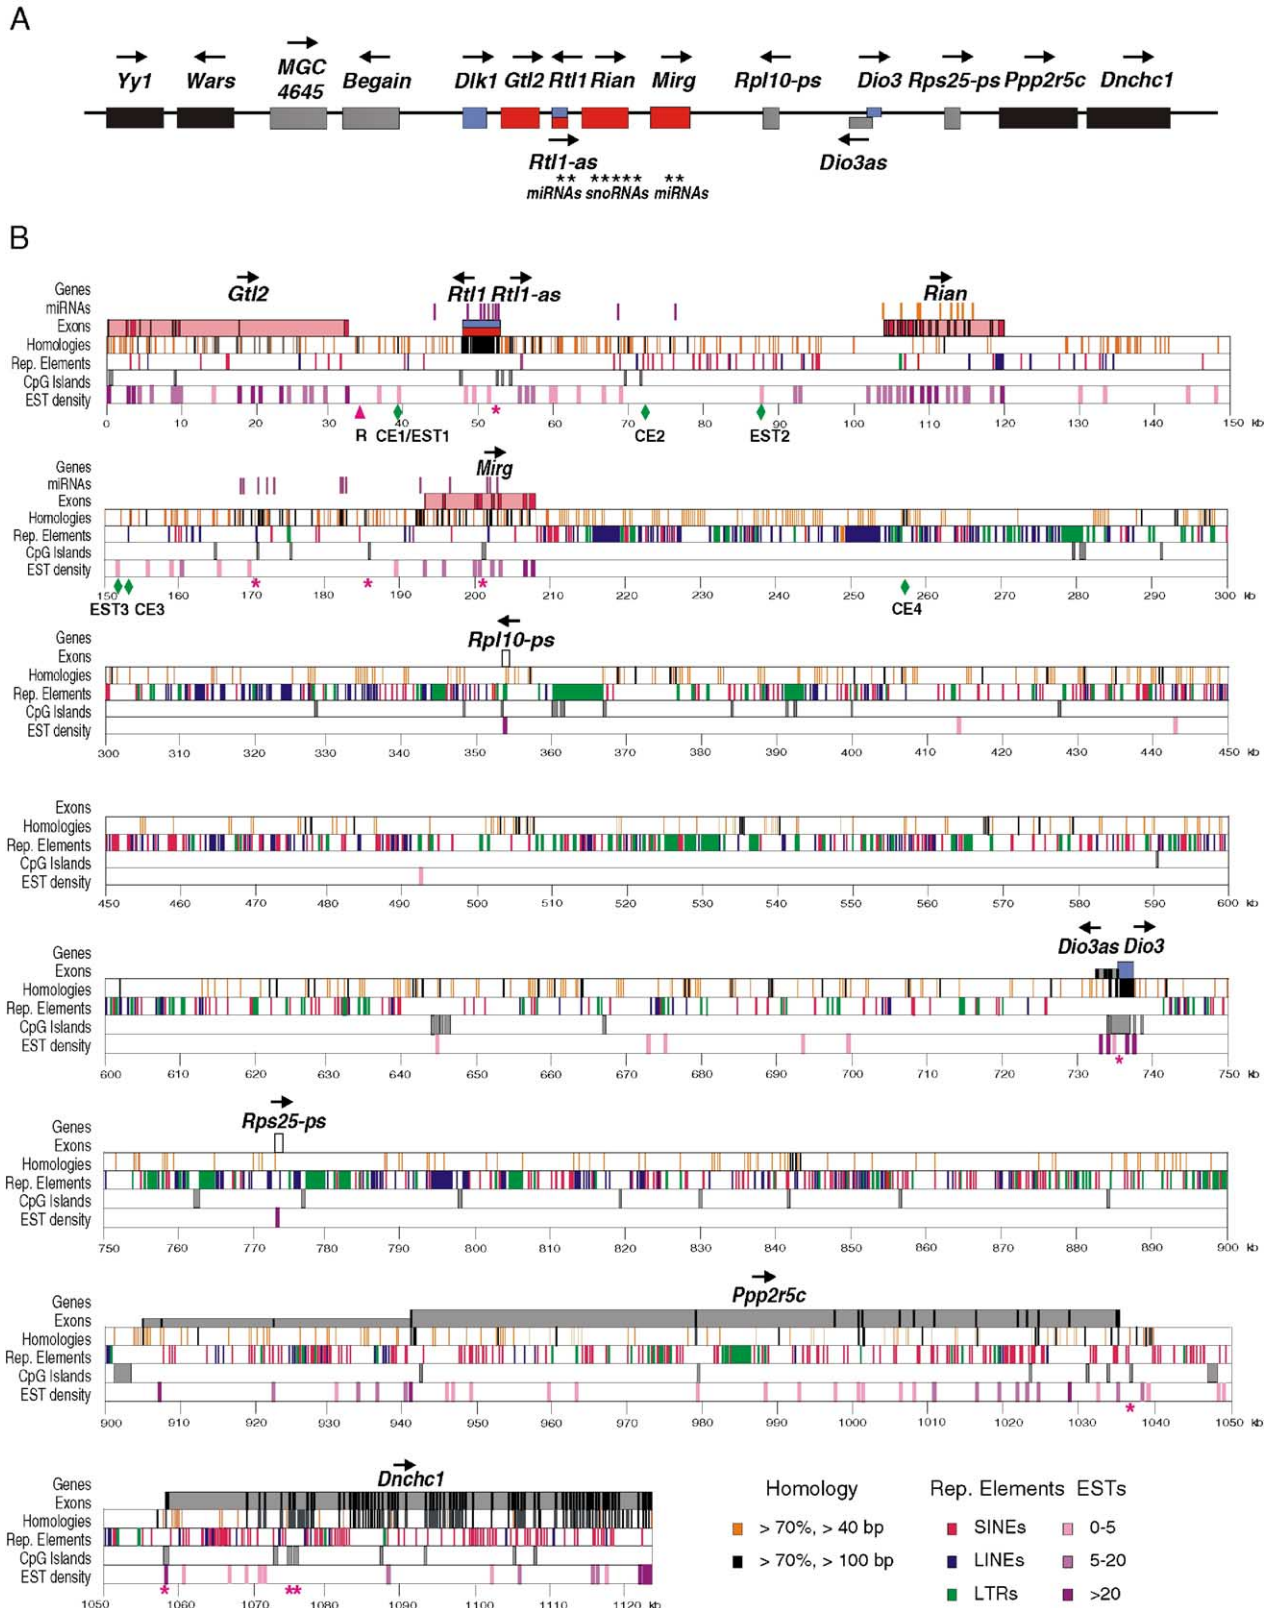 A
Yy1 Wars MGC 4645 Begain Dlk1 Gtl2 Rtl1 Rian Mirg Rpl10-ps Dio3 Rps25-ps Ppp2r5c Dnchc1
Rtl1-as Dio3as
** ***** **
miRNAs snoRNAs miRNAs
B
Genes Gtl2 Rtl1 Rtl1-as Rian
miRNAs
Exons
Homologies
Rep. Elements
CpG Islands
EST density
0 10 20 30 40 50 60 70 80 90 100 110 120 130 140 150 kb
R CE1/EST1 * CE2 EST2
Genes Mirg
miRNAs
Exons
Homologies
Rep. Elements
CpG Islands
EST density
* * *
150 160 170 180 190 200 210 220 230 240 250 260 270 280 290 300 kb
EST3 CE3 CE4
Rpl10-ps
Genes
Exons
Homologies
Rep. Elements
CpG Islands
EST density
300 310 320 330 340 350 360 370 380 390 400 410 420 430 440 450 kb
Exons
Homologies
Rep. Elements
CpG Islands
EST density
450 460 470 480 490 500 510 520 530 540 550 560 570 580 590 600 kb
Dio3as Dio3
Genes
Exons
Homologies
Rep. Elements
CpG Islands
EST density
*
600 610 620 630 640 650 660 670 680 690 700 710 720 730 740 750 kb
Rps25-ps
Genes
Exons
Homologies
Rep. Elements
CpG Islands
EST density
750 760 770 780 790 800 810 820 830 840 850 860 870 880 890 900 kb
Ppp2r5c
Genes
Exons
Homologies
Rep. Elements
CpG Islands
EST density
*
900 910 920 930 940 950 960 970 980 990 1000 1010 1020 1030 1040 1050 kb
Dnchc1
Genes
Exons
Homologies
Rep. Elements
CpG Islands
EST density
* **
1050 1060 1070 1080 1090 1100 1110 1120 kb
Homology Rep. Elements ESTs
> 70%, > 40 bp SINEs 0-5
> 70%, > 100 bp LINEs 5-20
LTRs >20